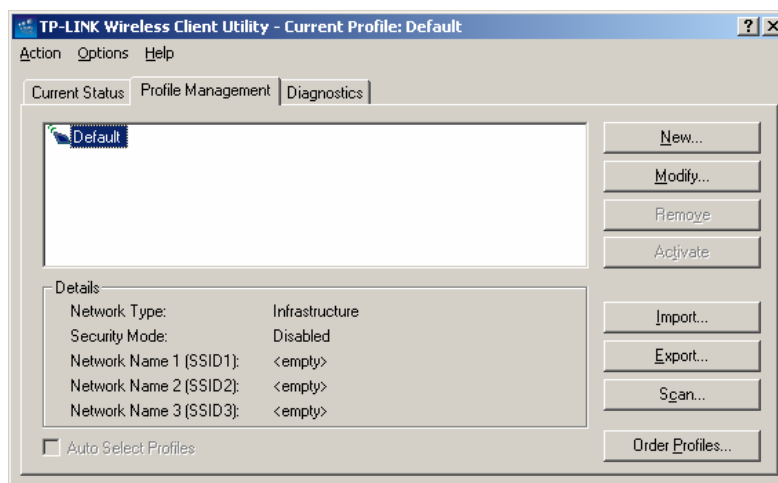 TP-LINK Wireless Client Utility - Current Profile: Default
Action Options Help
Current Status Profile Management Diagnostics
Default
New...
Modify...
Remove
Activate
Details
Network Type: Infrastructure
Security Mode: Disabled
Network Name 1 (SSID1): <empty>
Network Name 2 (SSID2): <empty>
Network Name 3 (SSID3): <empty>
Import...
Export...
Scan...
Auto Select Profiles
Order Profiles...